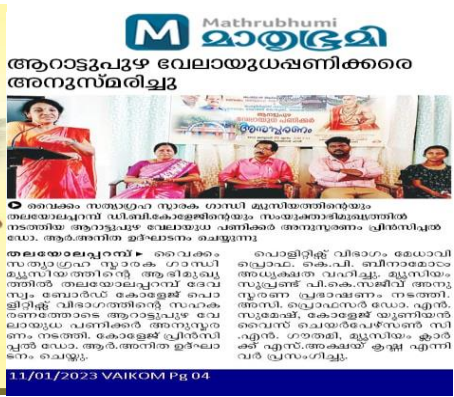 Mathrubhumi
മാതൃഭൂമി
ആറാട്ടുപുഴ വേലായുധപ്പണിക്കരെ
അനുസ്മരിച്ചു
വൈക്കം സത്യാഗ്രഹ സ്മാരക ഗാന്ധി മ്യൂസിയത്തിന്റെയും
തലയോലപ്പറമ്പ് ഡി.ബി.കോളേജിന്റെയും സംയുക്താഭിമുഖ്യത്തിൽ
നടത്തിയ ആറാട്ടുപുഴ വേലായുധ പണിക്കർ അനുസ്മരണം പ്രിൻസിപ്പൽ
ഡോ. ആർ.അനിത ഉദ്ഘാടനം ചെയ്യുന്നു
തലയോലപ്പറമ്പ് ▸ വൈക്കം
സത്യഗ്രഹ സ്മാരക ഗാന്ധി
മ്യൂസിയത്തിന്റെ ആഭിമുഖ്യ
ത്തിൽ തലയോലപ്പറമ്പ് ദേവ
സ്വം ബോർഡ് കോളേജ് പൊ
ളിറ്റിക്സ് വിഭാഗത്തിന്റെ സഹക
രണത്തോടെ ആറാട്ടുപുഴ വേ
ലായുധ പണിക്കർ അനുസ്മര
ണം നടത്തി. കോളേജ് പ്രിൻസി
പ്പൽ ഡോ. ആർ.അനിത ഉദ്ഘാ
ടനം ചെയ്തു.
പൊളിറ്റിക്സ് വിഭാഗം മേധാവി
പ്രൊഫ. കെ.പി. ബീനാമോൾ
അധ്യക്ഷത വഹിച്ചു. മ്യൂസിയം
സൂപ്രണ്ട് പി.കെ.സജീവ് അനു
സ്മരണ പ്രഭാഷണം നടത്തി.
അസി. പ്രൊഫസർ ഡോ. എൻ.
സുമേഷ്, കോളേജ് യൂണിയൻ
വൈസ് ചെയർപേഴ്സൺ സി
.എൻ. ഗൗതമി, മ്യൂസിയം ക്ലാർ
ക്ക് എസ്.അക്ഷയ് കൃഷ്ണ എന്നി
വർ പ്രസംഗിച്ചു.
11/01/2023 VAIKOM Pg 04